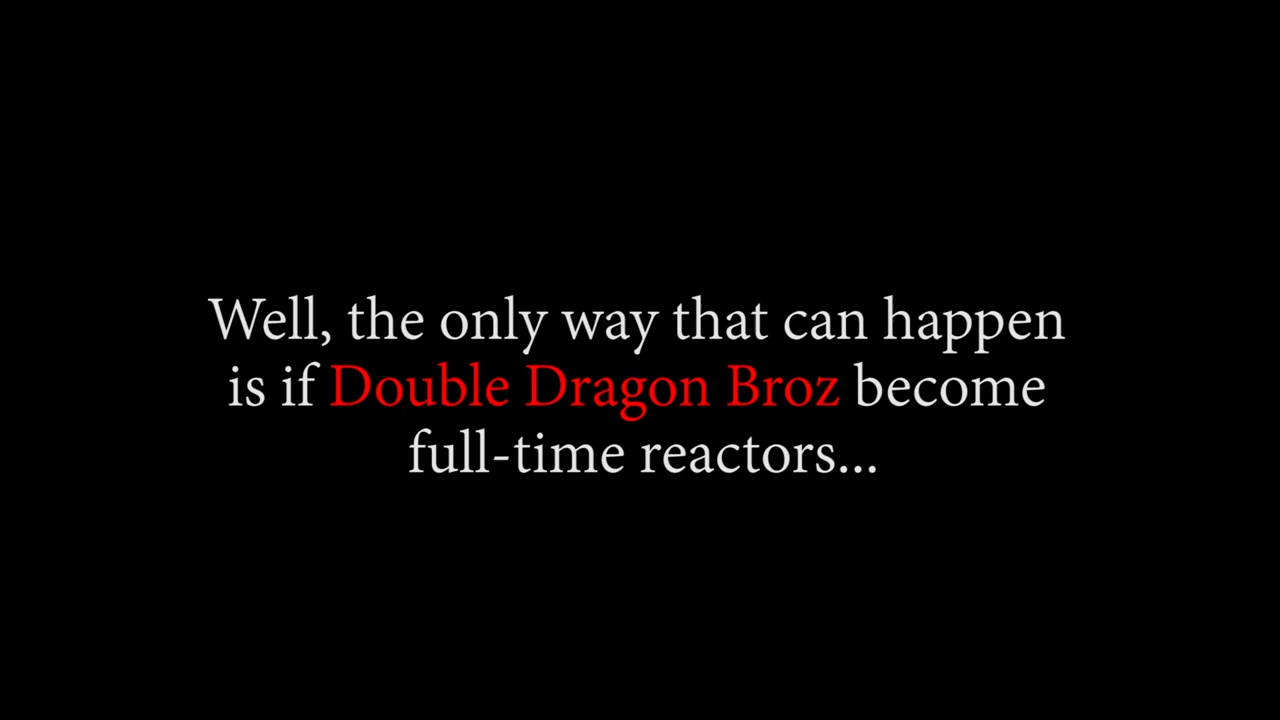 Well, the only way that can happen
is if Double Dragon Broz become
full-time reactors...